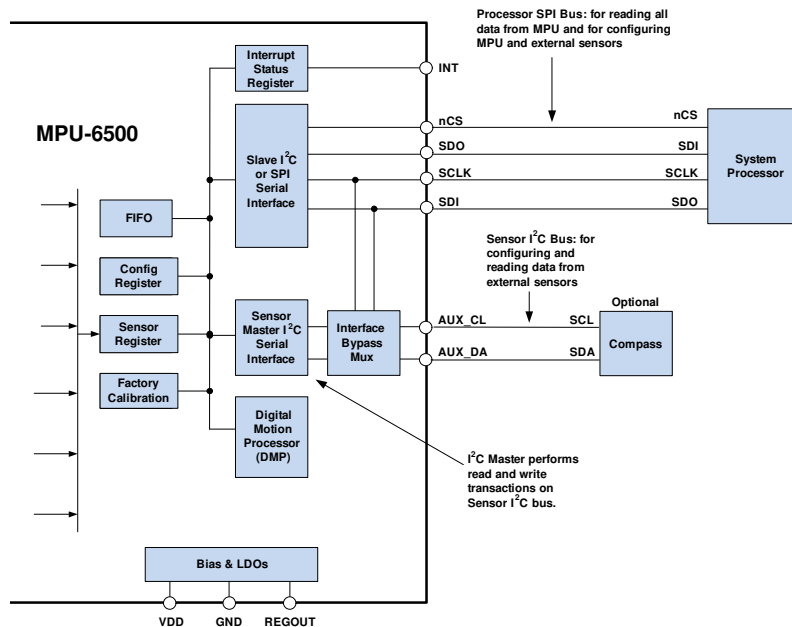 Processor SPI Bus: for reading all
data from MPU and for configuring
MPU and external sensors
Interrupt
Status
Register
INT
MPU-6500
nCS
nCS
Slave I²C
or SPI
Serial
Interface
SDO
SDI
SCLK
SCLK
SDI
SDO
System
Processor
FIFO
Config
Register
Sensor
Register
Factory
Calibration
Sensor I²C Bus: for
configuring and
reading data from
external sensors
Sensor
Master I²C
Serial
Interface
Interface
Bypass
Mux
AUX_CL
SCL
AUX_DA
SDA
Optional
Compass
Digital
Motion
Processor
(DMP)
I²C Master performs
read and write
transactions on
Sensor I²C bus.
Bias & LDOs
VDD
GND
REGOUT